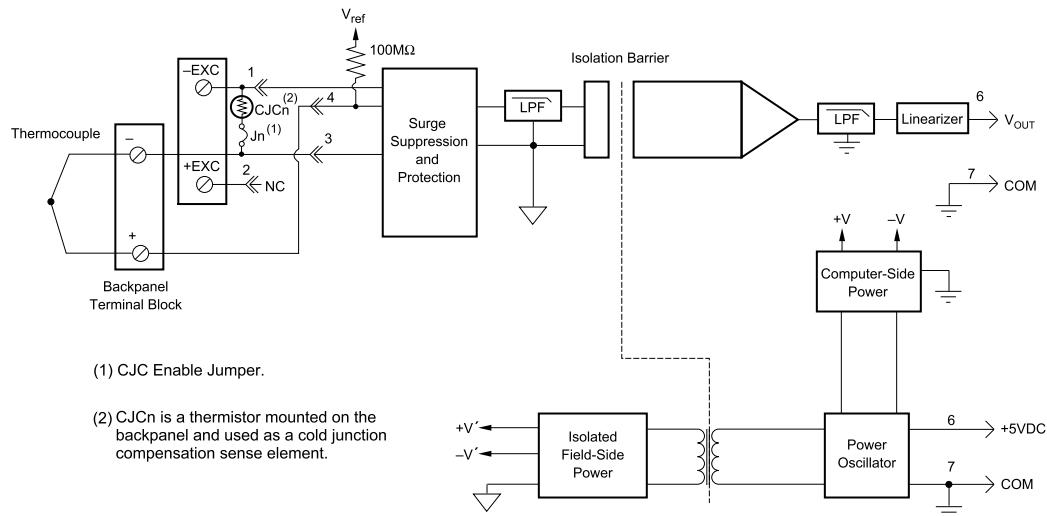 Vref
100MΩ
Isolation Barrier
–EXC
1
CJCn(2)
4
LPF
6
Thermocouple
Jn(1)
Surge
Suppression
and
Protection
LPF
Linearizer
VOUT
–
3
+EXC
2
NC
7
COM
+
+V
–V
Backpanel
Terminal Block
Computer-Side
Power
(1) CJC Enable Jumper.
(2) CJCn is a thermistor mounted on the
backpanel and used as a cold junction
compensation sense element.
+V´
–V´
Isolated
Field-Side
Power
Power
Oscillator
6
+5VDC
7
COM